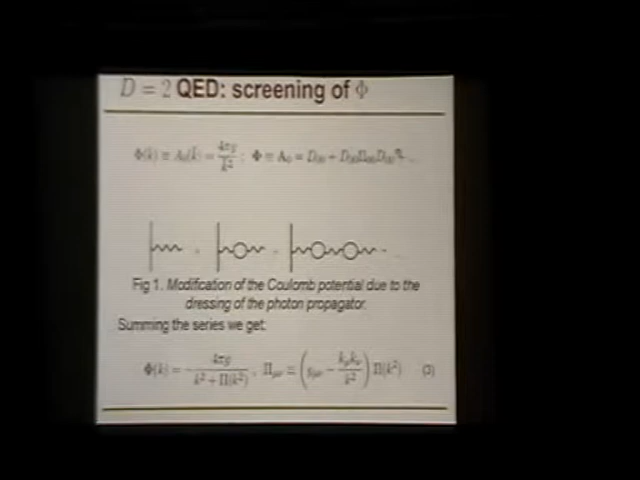 D = 2 QED: screening of Φ
Φ(k) ≡ A₀(k̄) = 4πg / k̄² ; Φ ≡ A₀ = D₀₀ + D₀₀Π₀₀D₀₀ ...
Fig 1. Modification of the Coulomb potential due to the
dressing of the photon propagator.
Summing the series we get:
Φ(k) = − 4πg / (k² + Π(k²)) , Π_μν ≡ (g_μν − k_μk_ν / k²) Π(k²) (3)